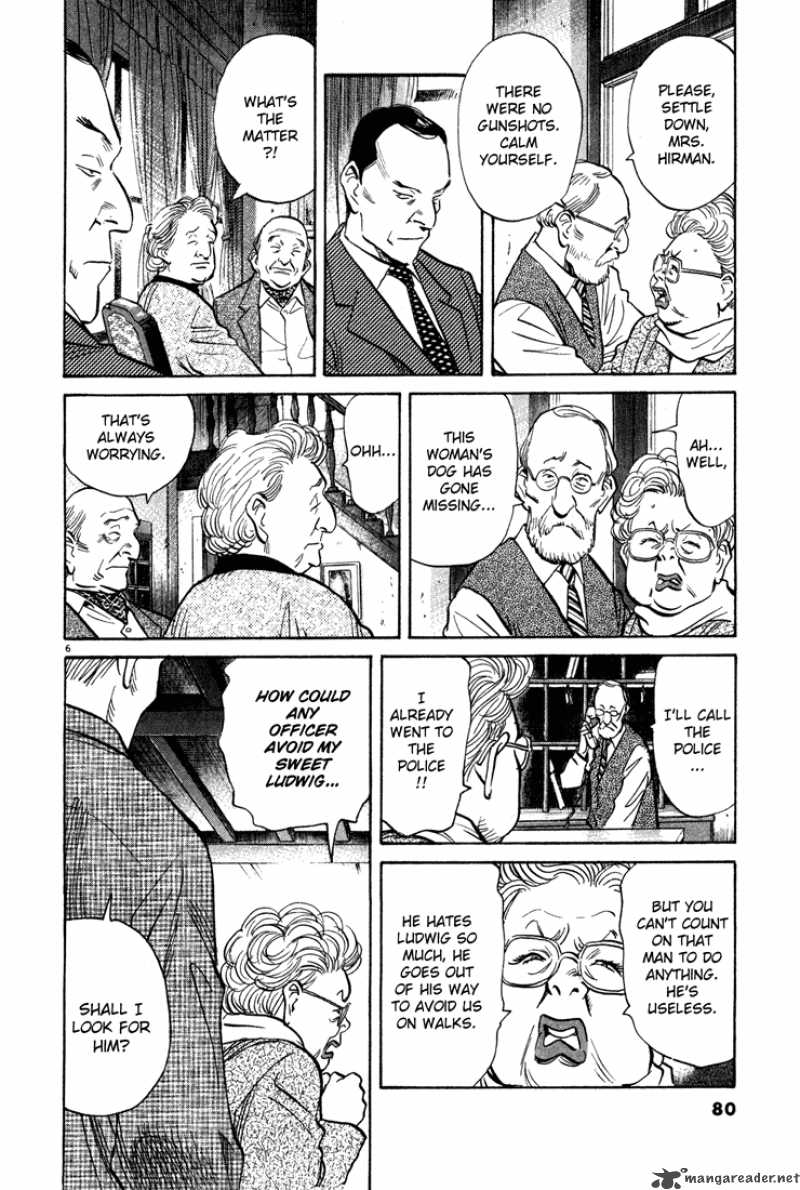 PLEASE,
SETTLE
DOWN,
MRS.
HIRMAN.
THERE
WERE NO
GUNSHOTS.
CALM
YOURSELF.
WHAT'S
THE
MATTER
?!
AH...
WELL,
THIS
WOMAN'S
DOG HAS
GONE
MISSING...
OHH...
THAT'S
ALWAYS
WORRYING.
6
I'LL CALL
THE
POLICE
...
I
ALREADY
WENT TO
THE
POLICE
!!
BUT YOU
CAN'T COUNT
ON THAT
MAN TO DO
ANYTHING.
HE'S
USELESS.
HE HATES
LUDWIG SO
MUCH, HE
GOES OUT
OF HIS WAY
TO AVOID US
ON WALKS.
HOW COULD
ANY
OFFICER
AVOID MY
SWEET
LUDWIG...
SHALL I
LOOK FOR
HIM?
80
mangareader.net